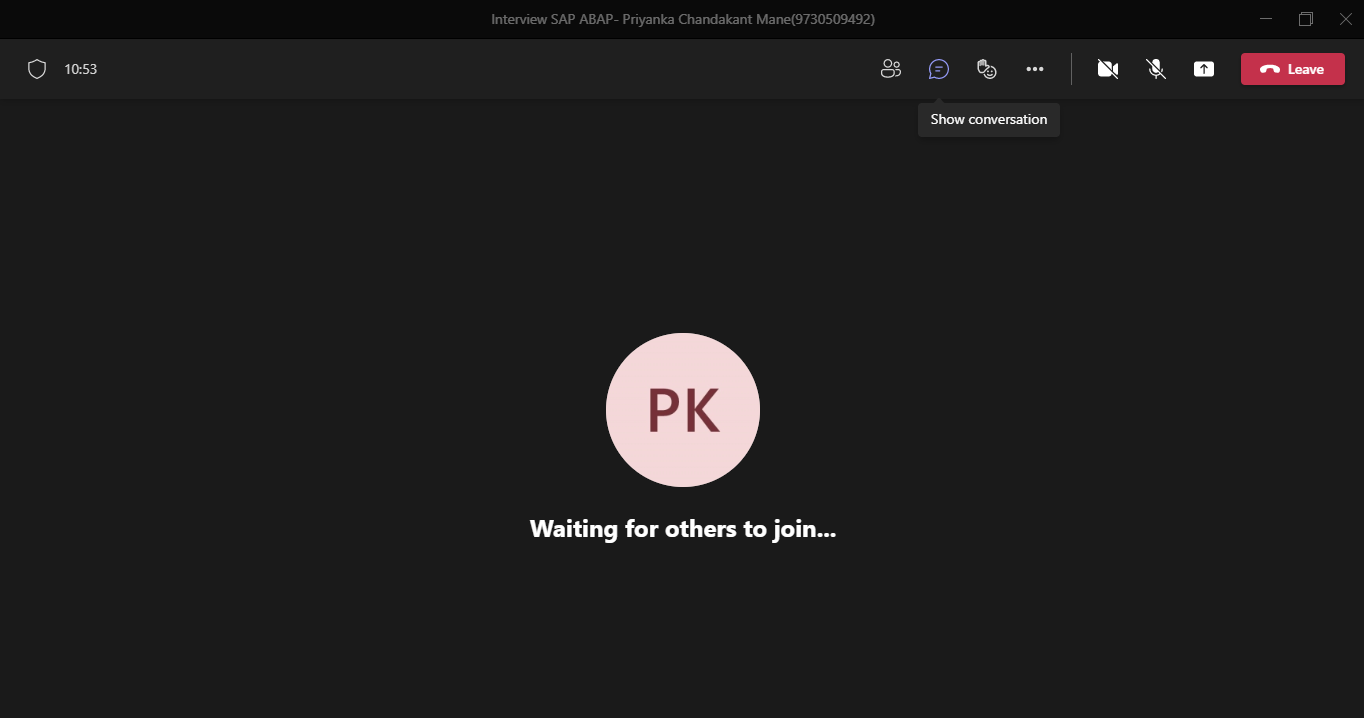 Interview SAP ABAP- Priyanka Chandakant Mane(9730509492)
10:53
Leave
Show conversation
PK
Waiting for others to join...